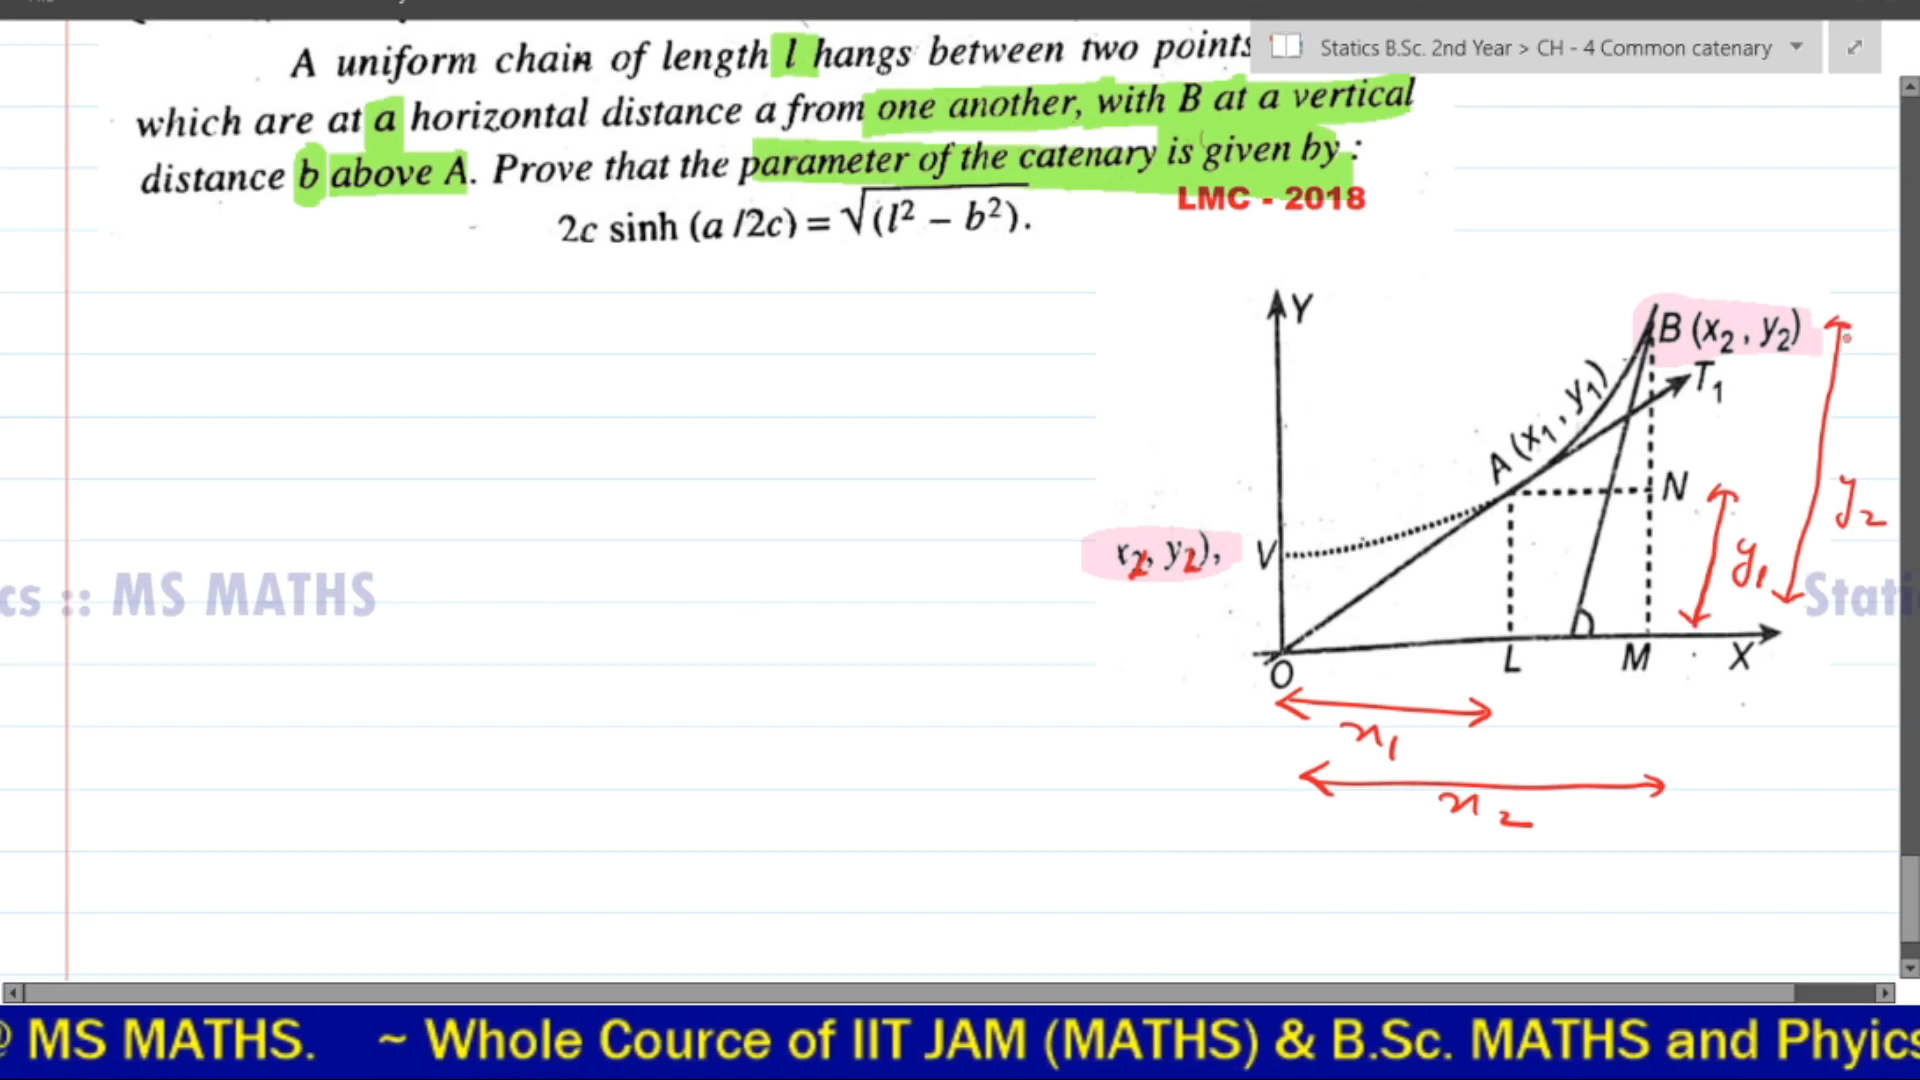 Statics B.Sc. 2nd Year > CH - 4 Common catenary
A uniform chain of length l hangs between two points
which are at a horizontal distance a from one another, with B at a vertical
distance b above A. Prove that the parameter of the catenary is given by :
LMC - 2018
2c sinh (a /2c) = √(l² – b²).
Y
B (x₂ , y₂)
T₁
A (x₁ , y₁)
N
y₂
y₁
V
y₂),
cs :: MS MATHS
Stati
O
L
M
X
x₁
x₂
@ MS MATHS. ~ Whole Cource of IIT JAM (MATHS) & B.Sc. MATHS and Phyics